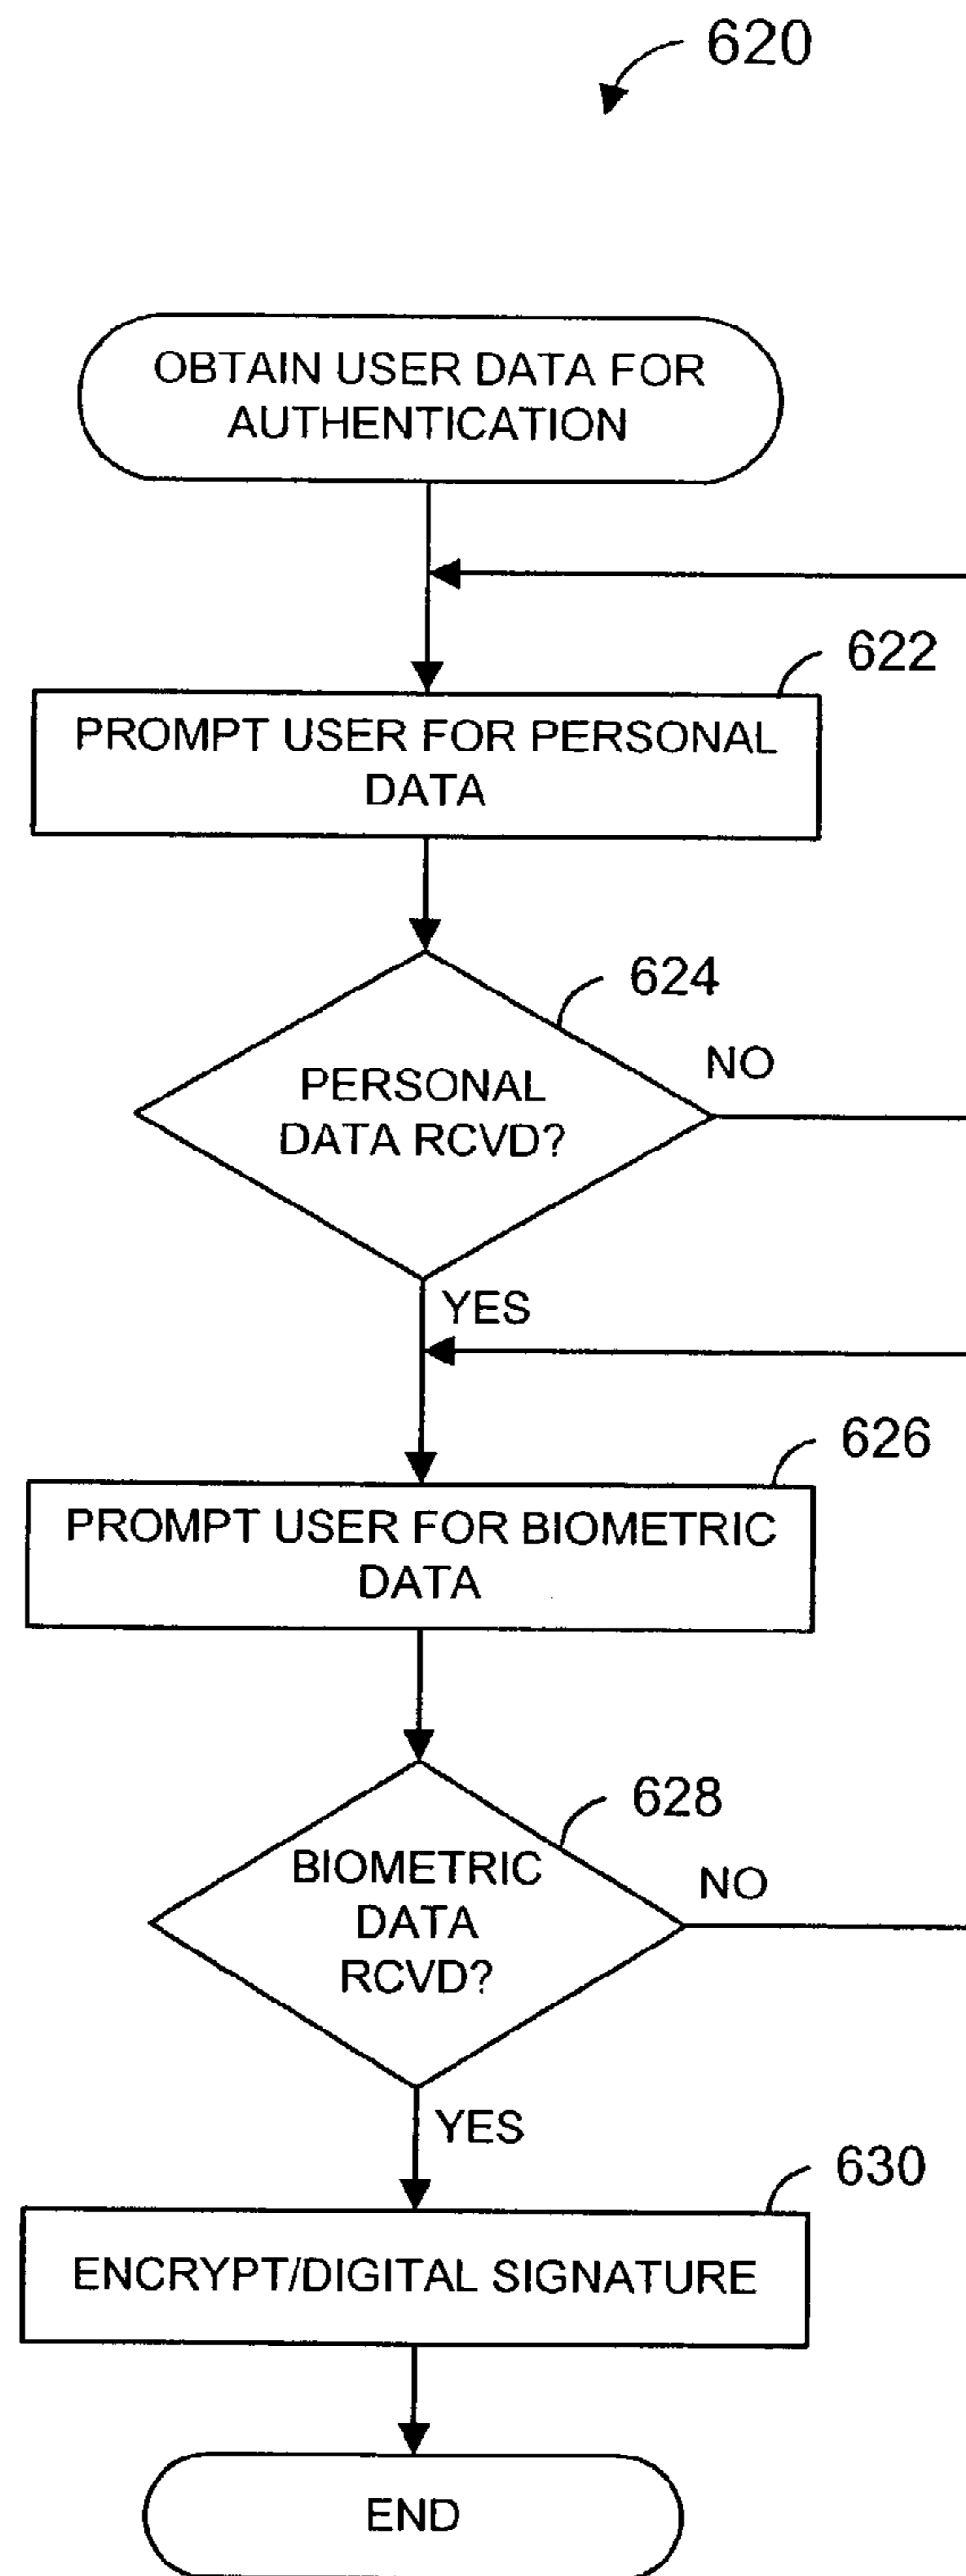 620
OBTAIN USER DATA FOR
AUTHENTICATION
622
PROMPT USER FOR PERSONAL
DATA
624
PERSONAL
DATA RCVD?
NO
YES
626
PROMPT USER FOR BIOMETRIC
DATA
628
BIOMETRIC
DATA
RCVD?
NO
YES
630
ENCRYPT/DIGITAL SIGNATURE
END